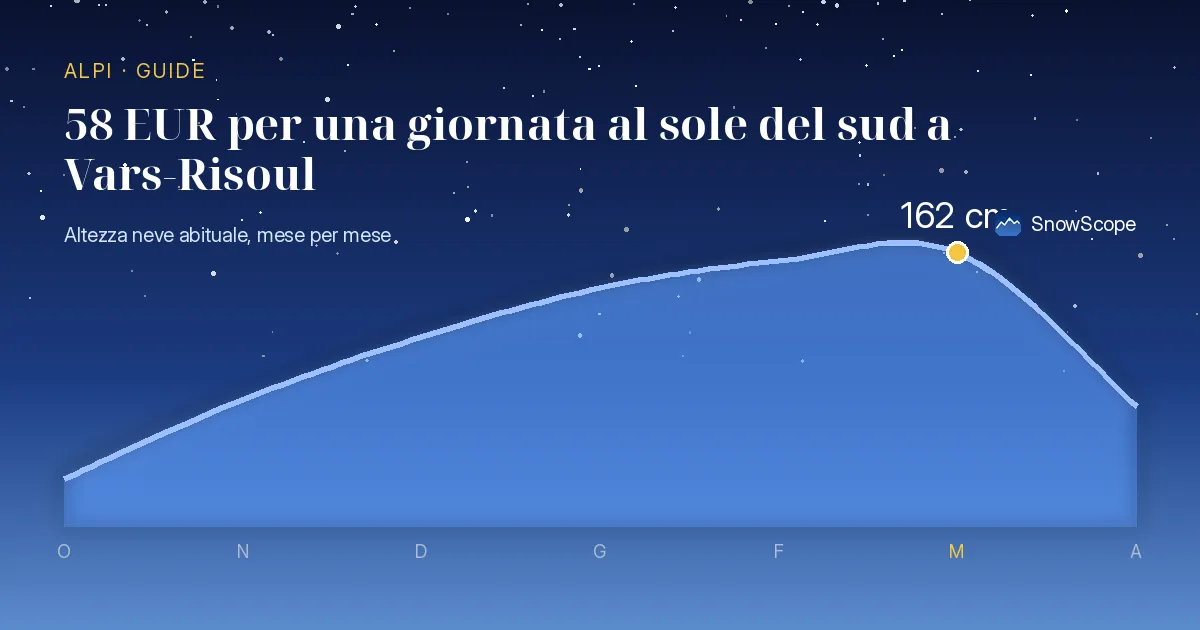 ALPI · GUIDE
58 EUR per una giornata al sole del sud a
Vars-Risoul
Altezza neve abituale, mese per mese
162
SnowScope
O N D G F M A